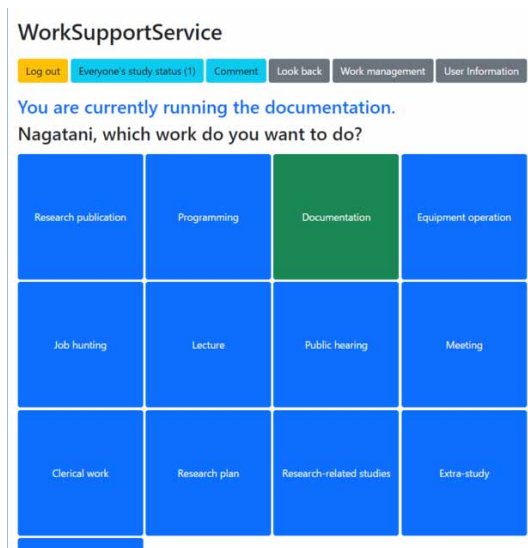 WorkSupportService
Log out Everyone's study status (1) Comment Look back Work management User Information
You are currently running the documentation.
Nagatani, which work do you want to do?
Research publication Programming Documentation Equipment operation
Job hunting Lecture Public hearing Meeting
Clerical work Research plan Research-related studies Extra-study